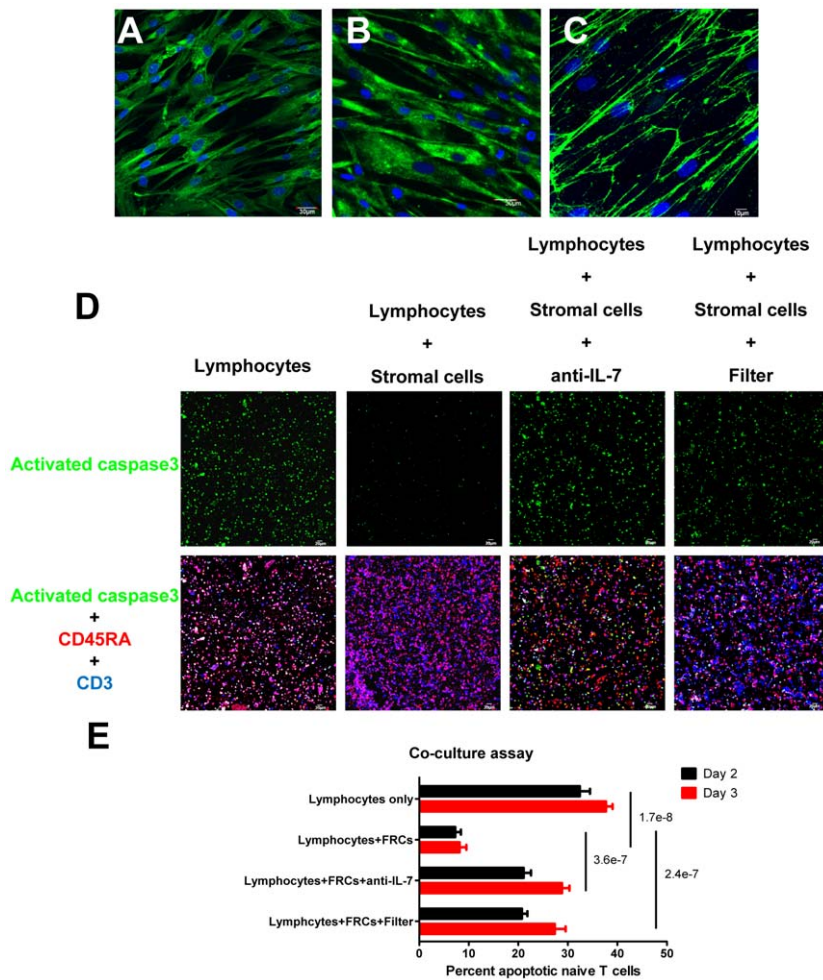 A
B
C
30µm
10µm
D
Lymphocytes
Lymphocytes
+
Stromal cells
Lymphocytes
+
Stromal cells
+
anti-IL-7
Lymphocytes
+
Stromal cells
+
Filter
Activated caspase3
Activated caspase3
+
CD45RA
+
CD3
E
Co-culture assay
Day 2
Day 3
Lymphocytes only
Lymphocytes+FRCs
Lymphocytes+FRCs+anti-IL-7
Lymphcytes+FRCs+Filter
1.7e-8
3.6e-7
2.4e-7
0 10 20 30 40 50
Percent apoptotic naive T cells